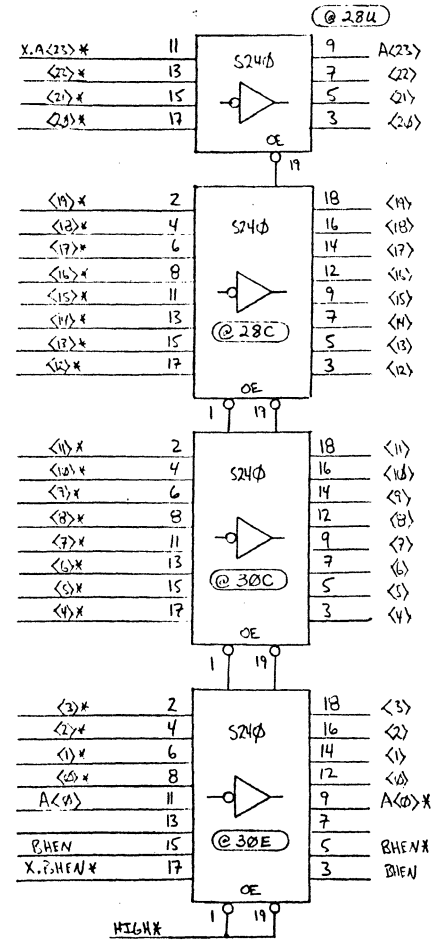 @ 28U
X.A<23>* 11 S240 9 A<23>
<22>* 13 7 <22>
<21>* 15 5 <21>
<20>* 17 3 <20>
OE
19
<19>* 2 18 <19>
<18>* 4 S240 16 <18>
<17>* 6 14 <17>
<16>* 8 12 <16>
<15>* 11 9 <15>
<14>* 13 @ 28C 7 <14>
<13>* 15 5 <13>
<12>* 17 3 <12>
OE
1 19
<11>* 2 18 <11>
<10>* 4 S240 16 <10>
<9>* 6 14 <9>
<8>* 8 12 <8>
<7>* 11 9 <7>
<6>* 13 7 <6>
<5>* 15 @ 30C 5 <5>
<4>* 17 3 <4>
OE
1 19
<3>* 2 18 <3>
<2>* 4 S240 16 <2>
<1>* 6 14 <1>
<0>* 8 12 <0>
A<0> 11 9 A<0>*
13 7
BHEN 15 @ 30E 5 BHEN*
X.BHEN* 17 3 BHEN
OE
1 19
HIGH*